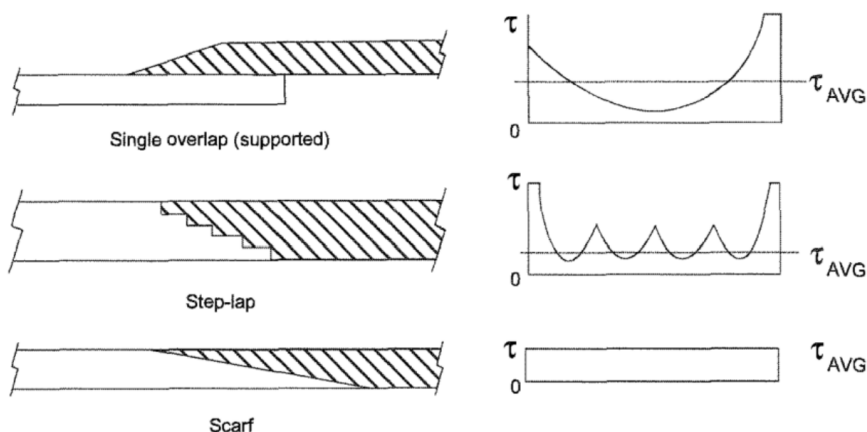 τ
τ AVG
0
Single overlap (supported)
τ
τ AVG
0
Step-lap
τ
τ AVG
0
Scarf